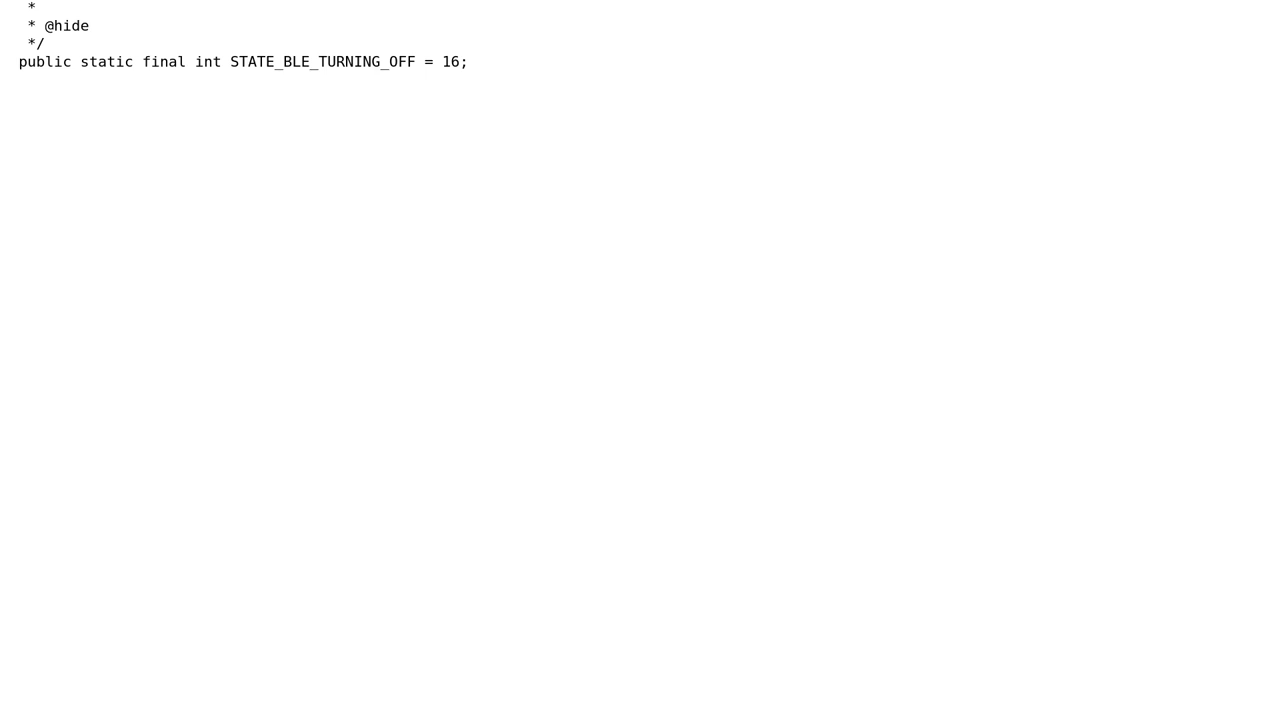 *
 * @hide
 */
public static final int STATE_BLE_TURNING_OFF = 16;